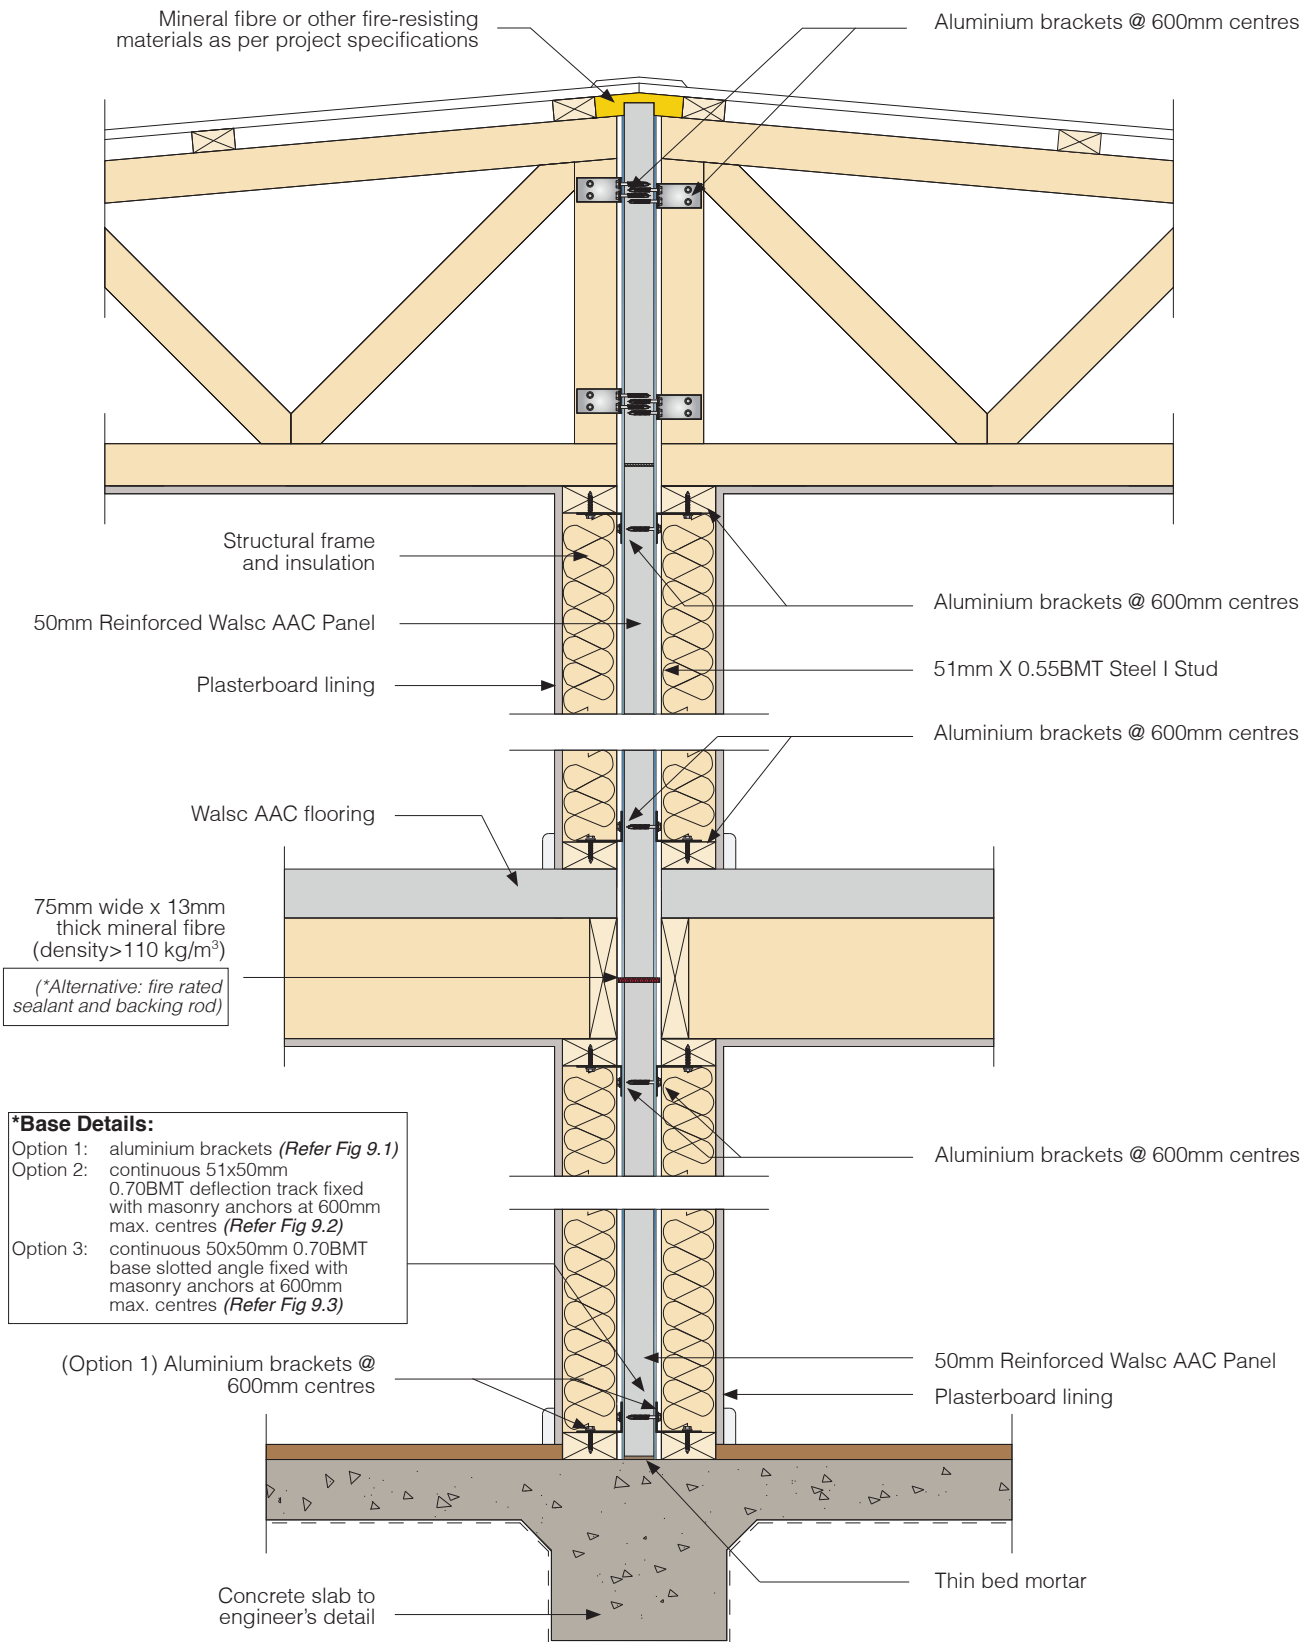 Mineral fibre or other fire-resisting
materials as per project specifications
Aluminium brackets @ 600mm centres
Structural frame
and insulation
Aluminium brackets @ 600mm centres
50mm Reinforced Walsc AAC Panel
51mm X 0.55BMT Steel I Stud
Plasterboard lining
Aluminium brackets @ 600mm centres
Walsc AAC flooring
75mm wide x 13mm
thick mineral fibre
(density>110 kg/m³)
(*Alternative: fire rated
sealant and backing rod)
*Base Details:
Option 1: aluminium brackets (Refer Fig 9.1)
Option 2: continuous 51x50mm
0.70BMT deflection track fixed
with masonry anchors at 600mm
max. centres (Refer Fig 9.2)
Option 3: continuous 50x50mm 0.70BMT
base slotted angle fixed with
masonry anchors at 600mm
max. centres (Refer Fig 9.3)
Aluminium brackets @ 600mm centres
(Option 1) Aluminium brackets @
600mm centres
50mm Reinforced Walsc AAC Panel
Plasterboard lining
Thin bed mortar
Concrete slab to
engineer's detail